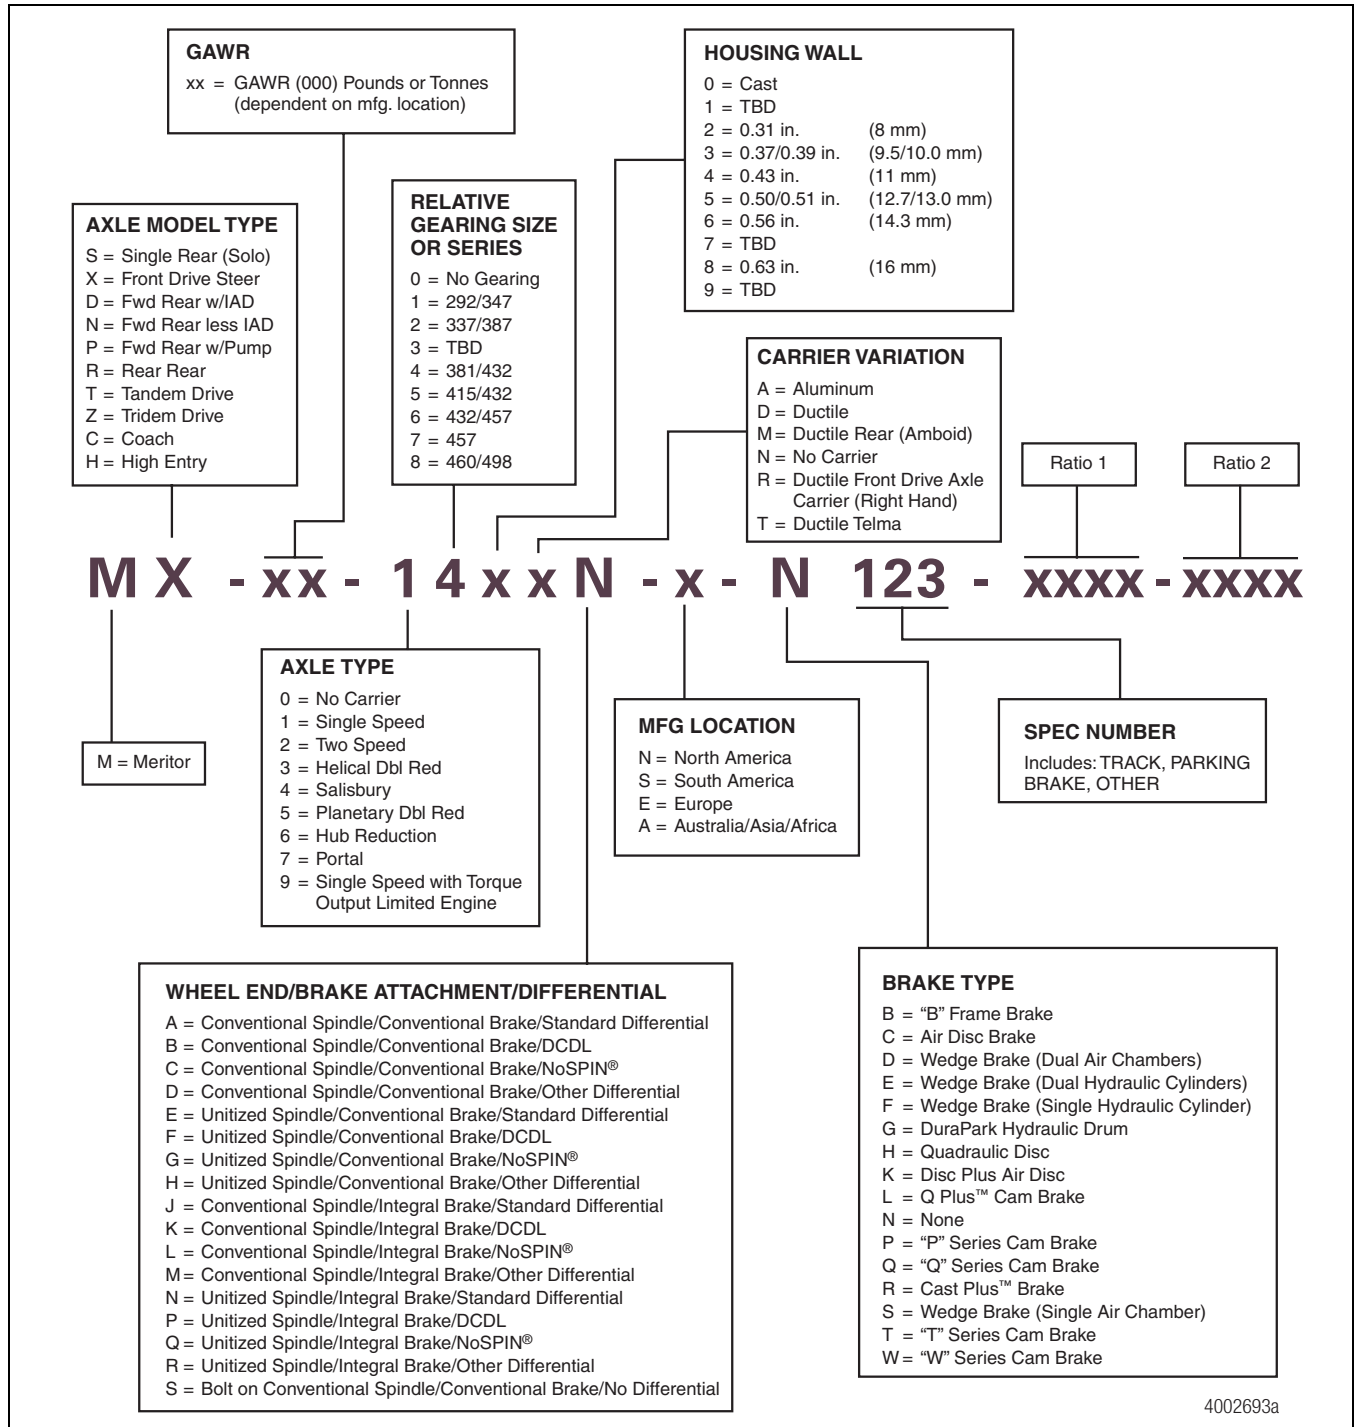 GAWR
xx = GAWR (000) Pounds or Tonnes
(dependent on mfg. location)
HOUSING WALL
0 = Cast
1 = TBD
2 = 0.31 in. (8 mm)
3 = 0.37/0.39 in. (9.5/10.0 mm)
4 = 0.43 in. (11 mm)
5 = 0.50/0.51 in. (12.7/13.0 mm)
6 = 0.56 in. (14.3 mm)
7 = TBD
8 = 0.63 in. (16 mm)
9 = TBD
AXLE MODEL TYPE
S = Single Rear (Solo)
X = Front Drive Steer
D = Fwd Rear w/IAD
N = Fwd Rear less IAD
P = Fwd Rear w/Pump
R = Rear Rear
T = Tandem Drive
Z = Tridem Drive
C = Coach
H = High Entry
RELATIVE
GEARING SIZE
OR SERIES
0 = No Gearing
1 = 292/347
2 = 337/387
3 = TBD
4 = 381/432
5 = 415/432
6 = 432/457
7 = 457
8 = 460/498
CARRIER VARIATION
A = Aluminum
D = Ductile
M = Ductile Rear (Amboid)
N = No Carrier
R = Ductile Front Drive Axle
Carrier (Right Hand)
T = Ductile Telma
Ratio 1
Ratio 2
M X - xx - 1 4 x x N - x - N 123 - xxxx - xxxx
M = Meritor
AXLE TYPE
0 = No Carrier
1 = Single Speed
2 = Two Speed
3 = Helical Dbl Red
4 = Salisbury
5 = Planetary Dbl Red
6 = Hub Reduction
7 = Portal
9 = Single Speed with Torque
Output Limited Engine
MFG LOCATION
N = North America
S = South America
E = Europe
A = Australia/Asia/Africa
SPEC NUMBER
Includes: TRACK, PARKING
BRAKE, OTHER
WHEEL END/BRAKE ATTACHMENT/DIFFERENTIAL
A = Conventional Spindle/Conventional Brake/Standard Differential
B = Conventional Spindle/Conventional Brake/DCDL
C = Conventional Spindle/Conventional Brake/NoSPIN®
D = Conventional Spindle/Conventional Brake/Other Differential
E = Unitized Spindle/Conventional Brake/Standard Differential
F = Unitized Spindle/Conventional Brake/DCDL
G = Unitized Spindle/Conventional Brake/NoSPIN®
H = Unitized Spindle/Conventional Brake/Other Differential
J = Conventional Spindle/Integral Brake/Standard Differential
K = Conventional Spindle/Integral Brake/DCDL
L = Conventional Spindle/Integral Brake/NoSPIN®
M = Conventional Spindle/Integral Brake/Other Differential
N = Unitized Spindle/Integral Brake/Standard Differential
P = Unitized Spindle/Integral Brake/DCDL
Q = Unitized Spindle/Integral Brake/NoSPIN®
R = Unitized Spindle/Integral Brake/Other Differential
S = Bolt on Conventional Spindle/Conventional Brake/No Differential
BRAKE TYPE
B = “B” Frame Brake
C = Air Disc Brake
D = Wedge Brake (Dual Air Chambers)
E = Wedge Brake (Dual Hydraulic Cylinders)
F = Wedge Brake (Single Hydraulic Cylinder)
G = DuraPark Hydraulic Drum
H = Quadraulic Disc
K = Disc Plus Air Disc
L = Q Plus™ Cam Brake
N = None
P = “P” Series Cam Brake
Q = “Q” Series Cam Brake
R = Cast Plus™ Brake
S = Wedge Brake (Single Air Chamber)
T = “T” Series Cam Brake
W = “W” Series Cam Brake
4002693a